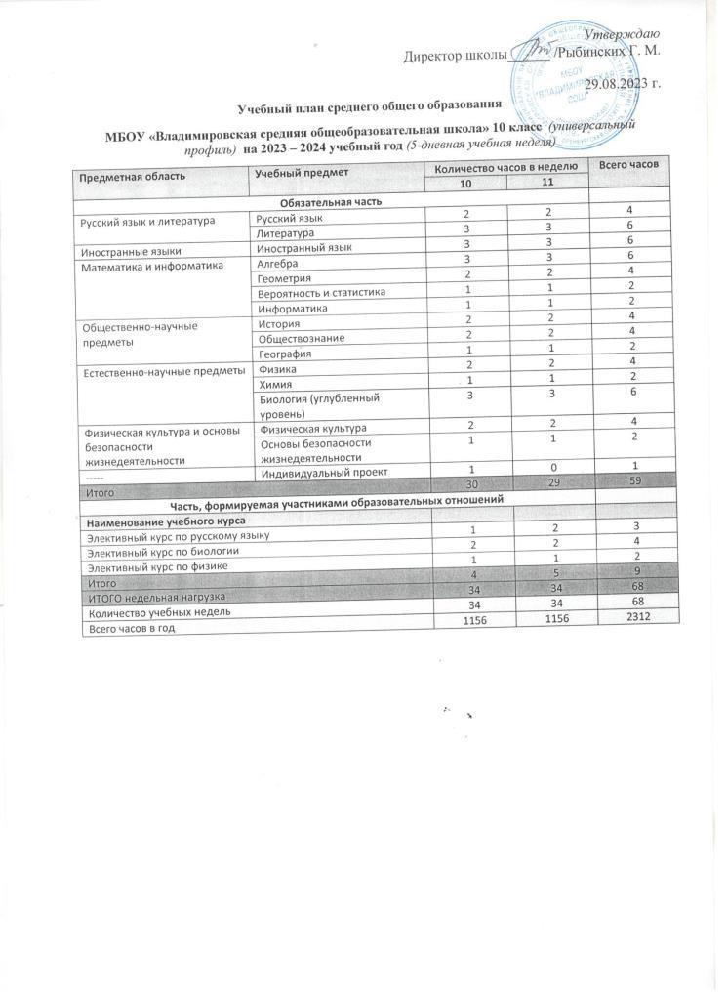 Утверждаю
Директор школы______/Рыбинских Г. М.
МБОУ
"ВЛАДИМИРОВСКАЯ
СОШ"
29.08.2023 г.
Учебный план среднего общего образования
МБОУ «Владимировская средняя общеобразовательная школа» 10 класс (универсальный
профиль) на 2023 – 2024 учебный год (5-дневная учебная неделя)
Предметная область Учебный предмет Количество часов в неделю Всего часов
10 11
Обязательная часть
Русский язык и литература Русский язык 2 2 4
Литература 3 3 6
Иностранные языки Иностранный язык 3 3 6
Математика и информатика Алгебра 3 3 6
Геометрия 2 2 4
Вероятность и статистика 1 1 2
Информатика 1 1 2
Общественно-научные
предметы
История 2 2 4
Обществознание 2 2 4
География 1 1 2
Естественно-научные предметы Физика 2 2 4
Химия 1 1 2
Биология (углубленный
уровень) 3 3 6
Физическая культура и основы
безопасности
жизнедеятельности
Физическая культура 2 2 4
Основы безопасности
жизнедеятельности 1 1 2
----- Индивидуальный проект 1 0 1
Итого 30 29 59
Часть, формируемая участниками образовательных отношений
Наименование учебного курса
Элективный курс по русскому языку 1 2 3
Элективный курс по биологии 2 2 4
Элективный курс по физике 1 1 2
Итого 4 5 9
ИТОГО недельная нагрузка 34 34 68
Количество учебных недель 34 34 68
Всего часов в год 1156 1156 2312